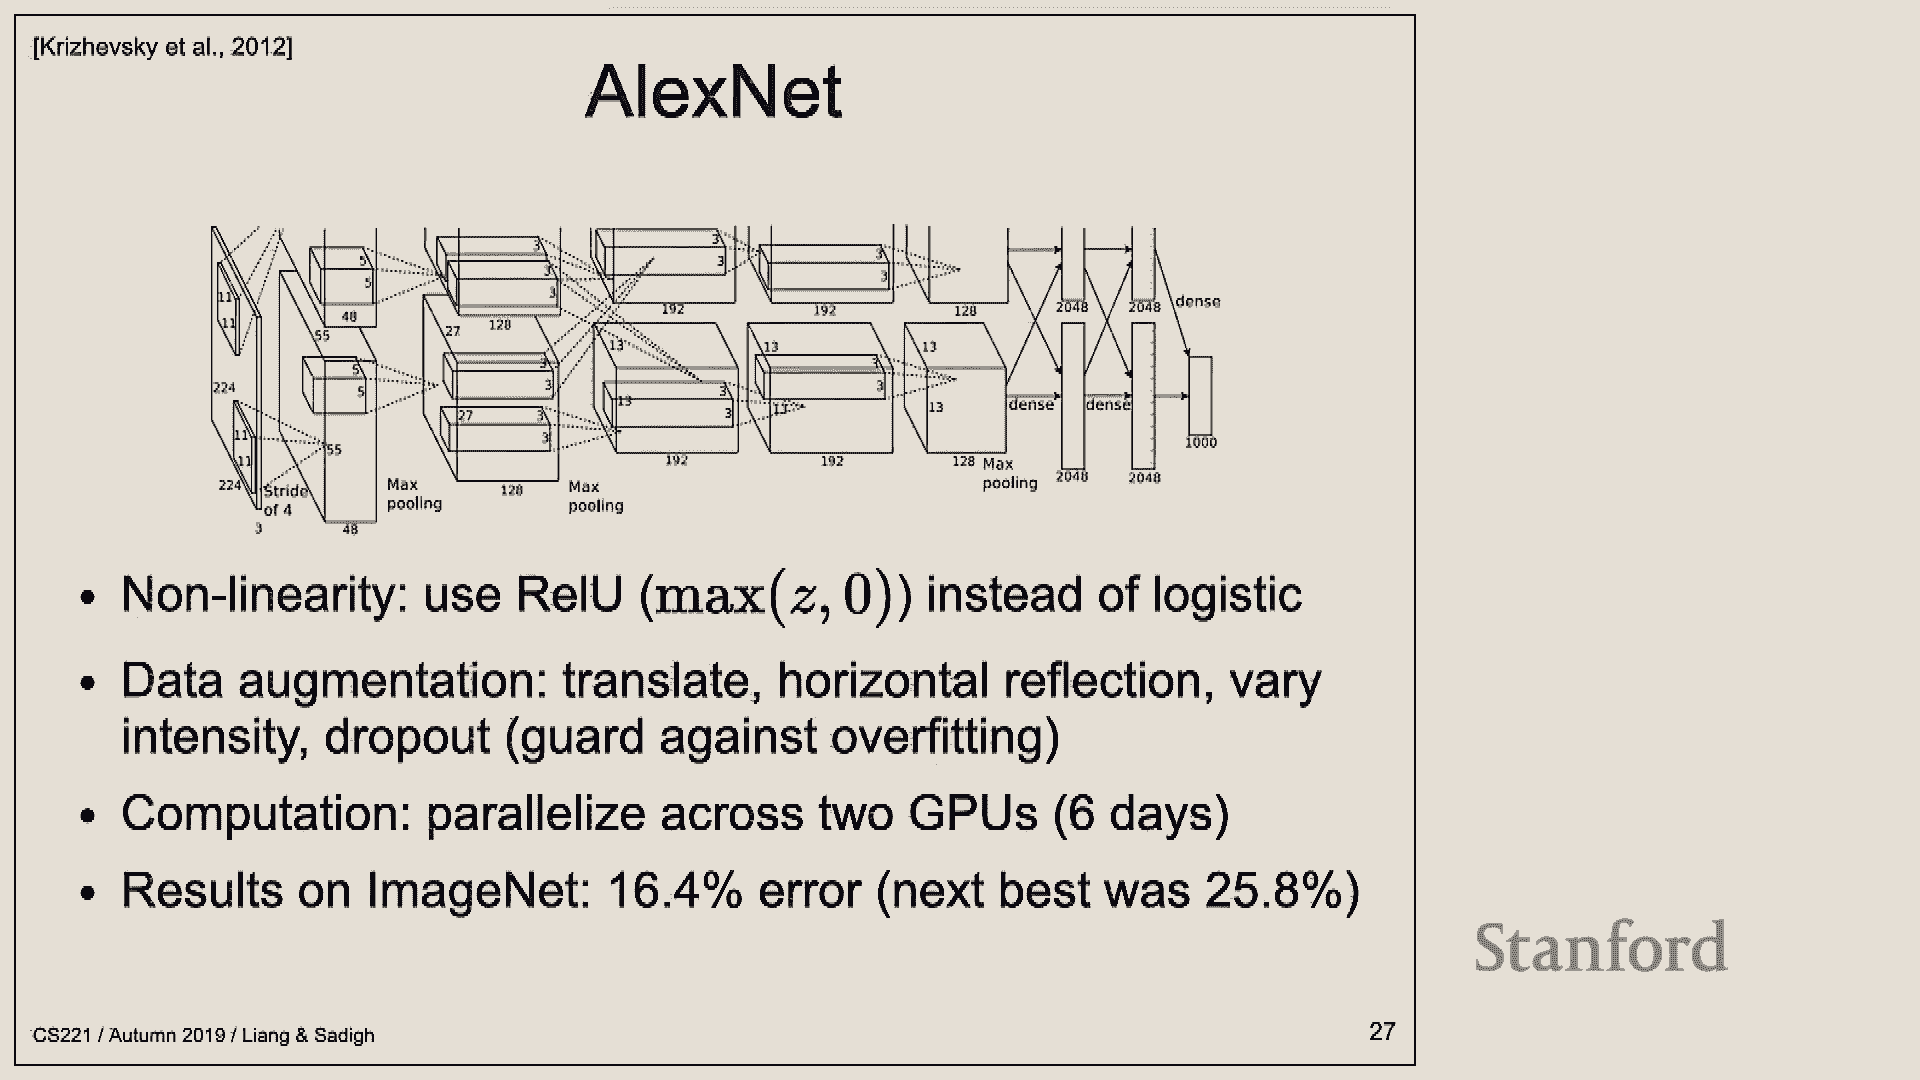 [Krizhevsky et al., 2012]
AlexNet
3
3
3
3
3
3
3
5
5
11
11
48
55
27
128
192
192
128
2048
2048
dense
13
13
13
224
5
5
3
3
3
3
3
3
13
13
13
dense
dense
27
3
3
11
11
55
1000
224
Stride
of 4
Max
pooling
128
Max
pooling
192
192
128
Max
pooling
2048
2048
3
48
• Non-linearity: use RelU (max(z, 0)) instead of logistic
• Data augmentation: translate, horizontal reflection, vary
intensity, dropout (guard against overfitting)
• Computation: parallelize across two GPUs (6 days)
• Results on ImageNet: 16.4% error (next best was 25.8%)
Stanford
CS221 / Autumn 2019 / Liang & Sadigh
27